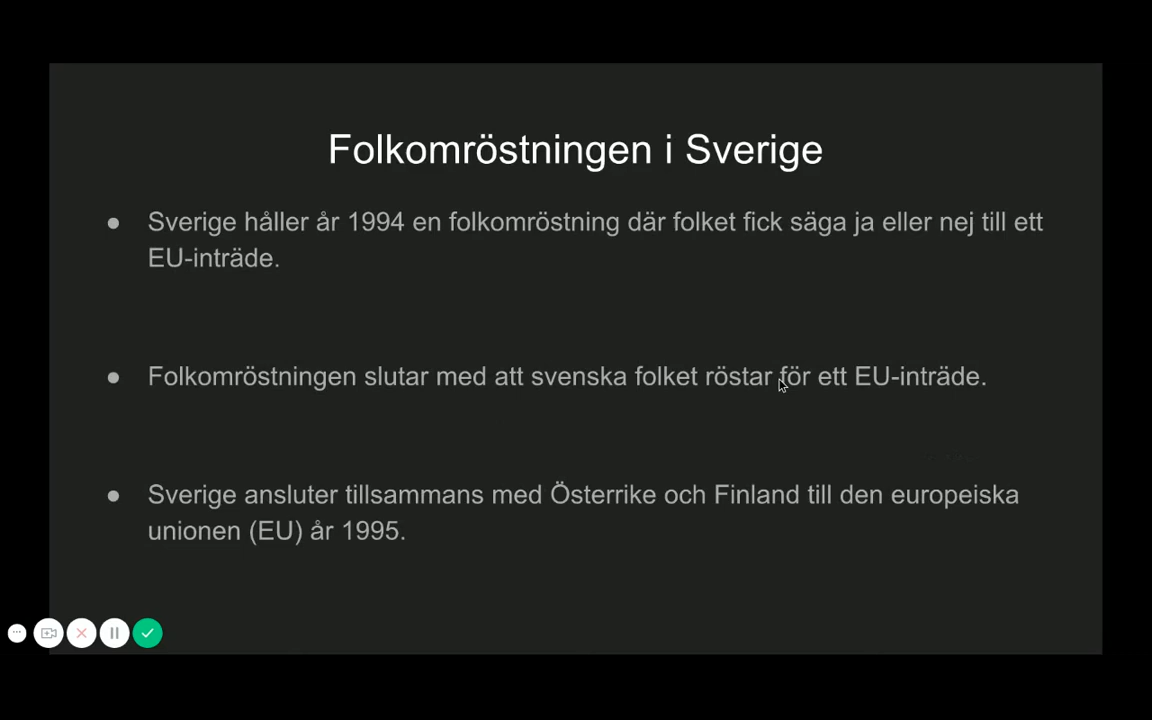 Folkomröstningen i Sverige
● Sverige håller år 1994 en folkomröstning där folket fick säga ja eller nej till ett
EU-inträde.
● Folkomröstningen slutar med att svenska folket röstar för ett EU-inträde.
● Sverige ansluter tillsammans med Österrike och Finland till den europeiska
unionen (EU) år 1995.